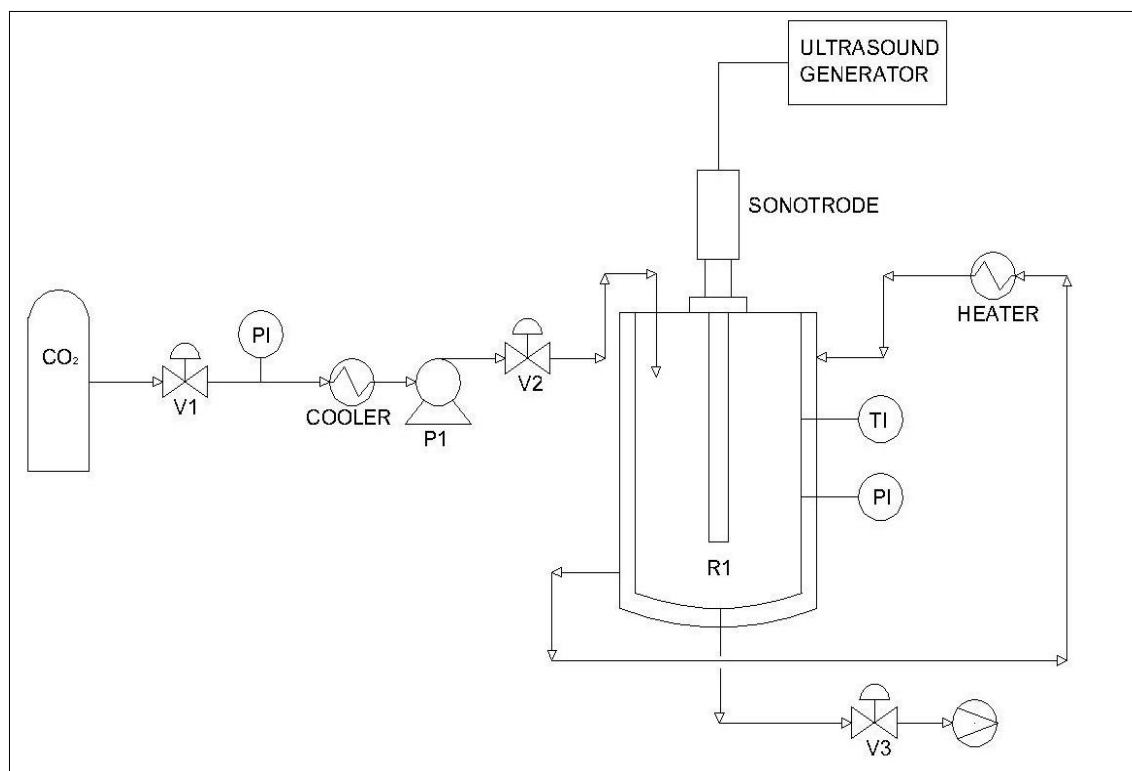 ULTRASOUND
GENERATOR
SONOTRODE
HEATER
CO₂
PI
V1
COOLER
P1
V2
TI
PI
R1
V3